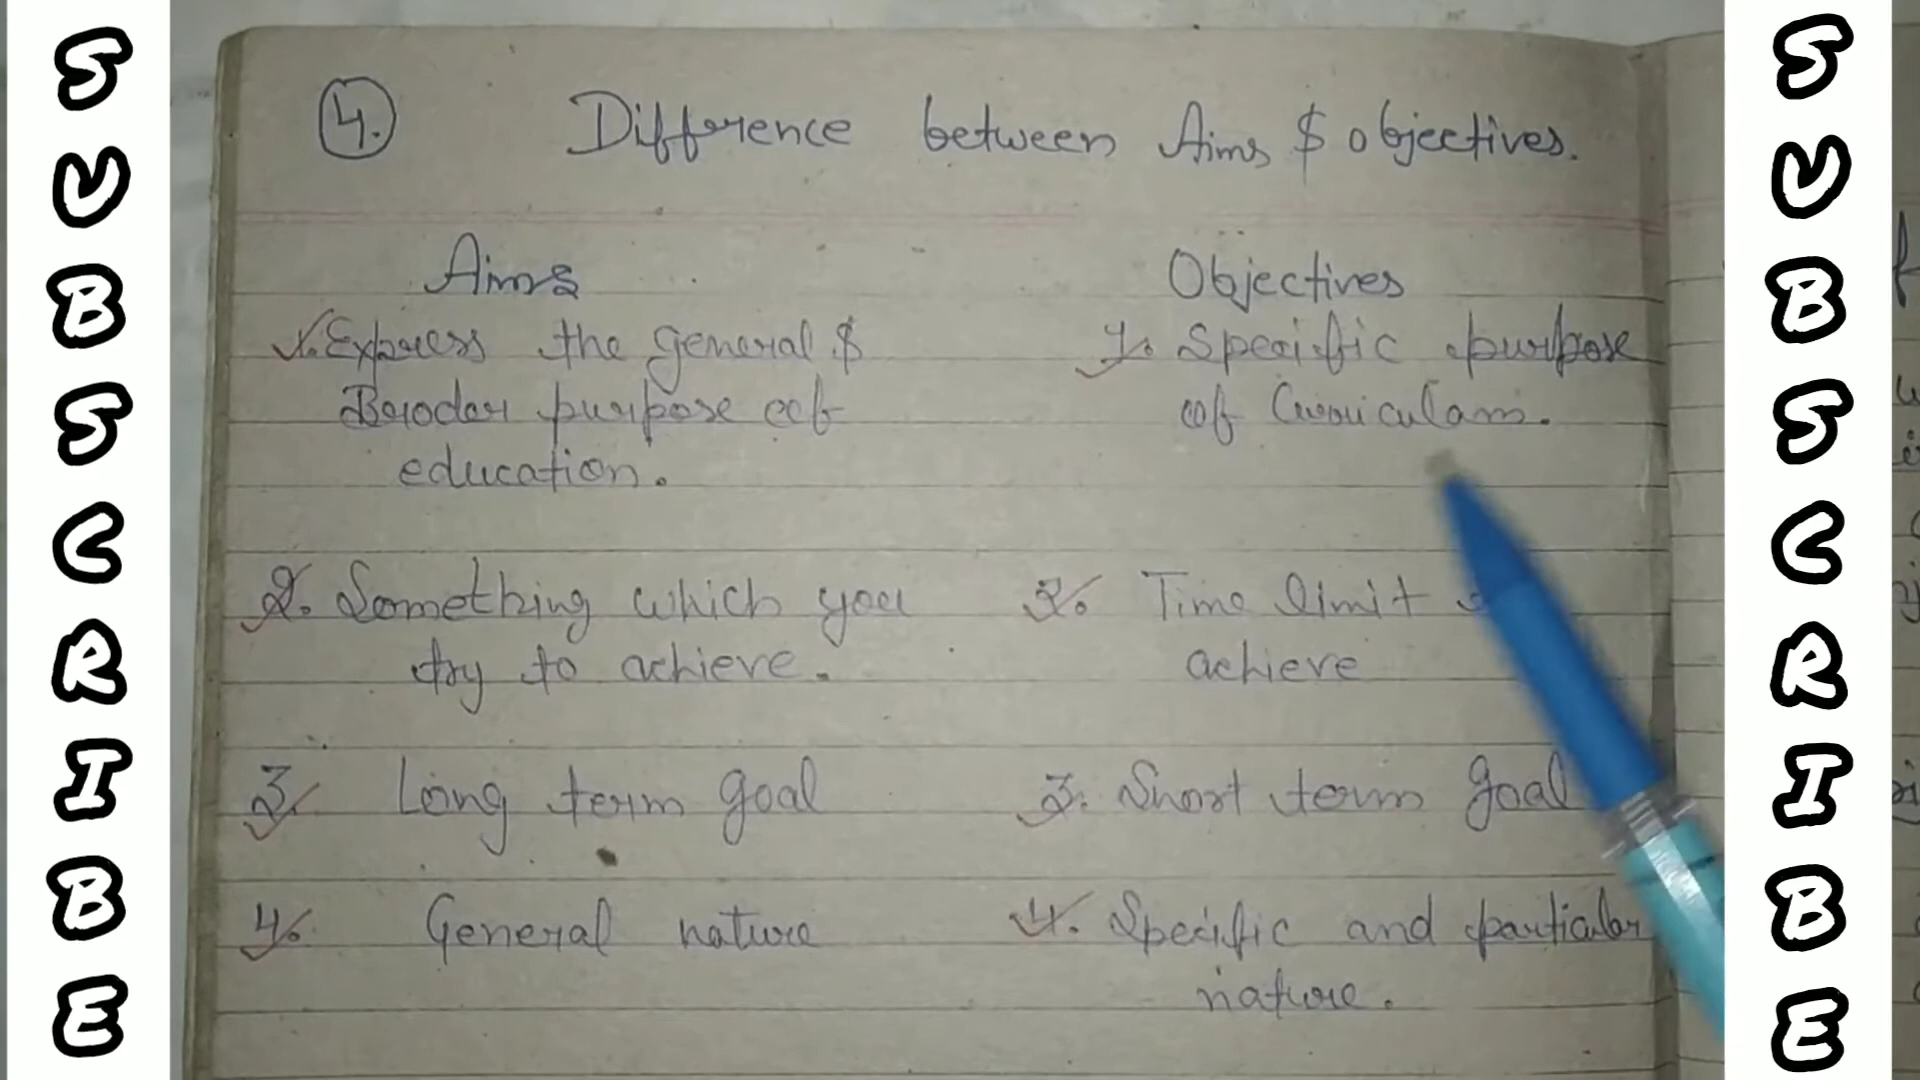 SUBSCRIBE
4. Difference between Aims $ objectives.
Aims
1. Express the general $
Broder purpose of
education.
2. Something which you
try to achieve.
3. Long term goal
4. General nature
Objectives
1. Specific purpose
of Curriculam.
2. Time limit
achieve
3. Short term goal
4. Specific and particular
nature.
SUBSCRIBE